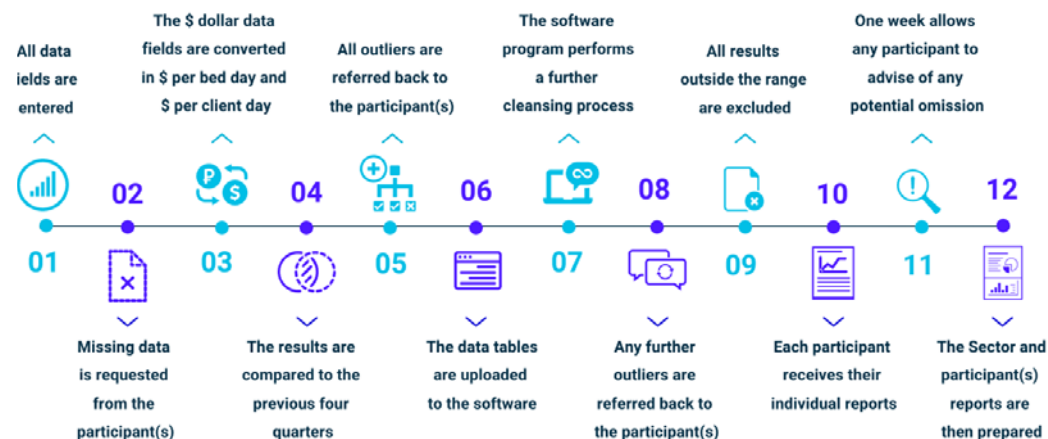 All data
ields are
entered
01
02
Missing data
is requested
from the
participant(s)
The $ dollar data
fields are converted
in $ per bed day and
$ per client day
03
04
The results are
compared to the
previous four
quarters
All outliers are
referred back to
the participant(s)
05
06
The data tables
are uploaded
to the software
The software
program performs
a further
cleansing process
07
08
Any further
outliers are
referred back to
the participant(s)
All results
outside the range
are excluded
09
10
Each participant
receives their
individual reports
One week allows
any participant to
advise of any
potential omission
11
12
The Sector and
participant(s)
reports are
then prepared